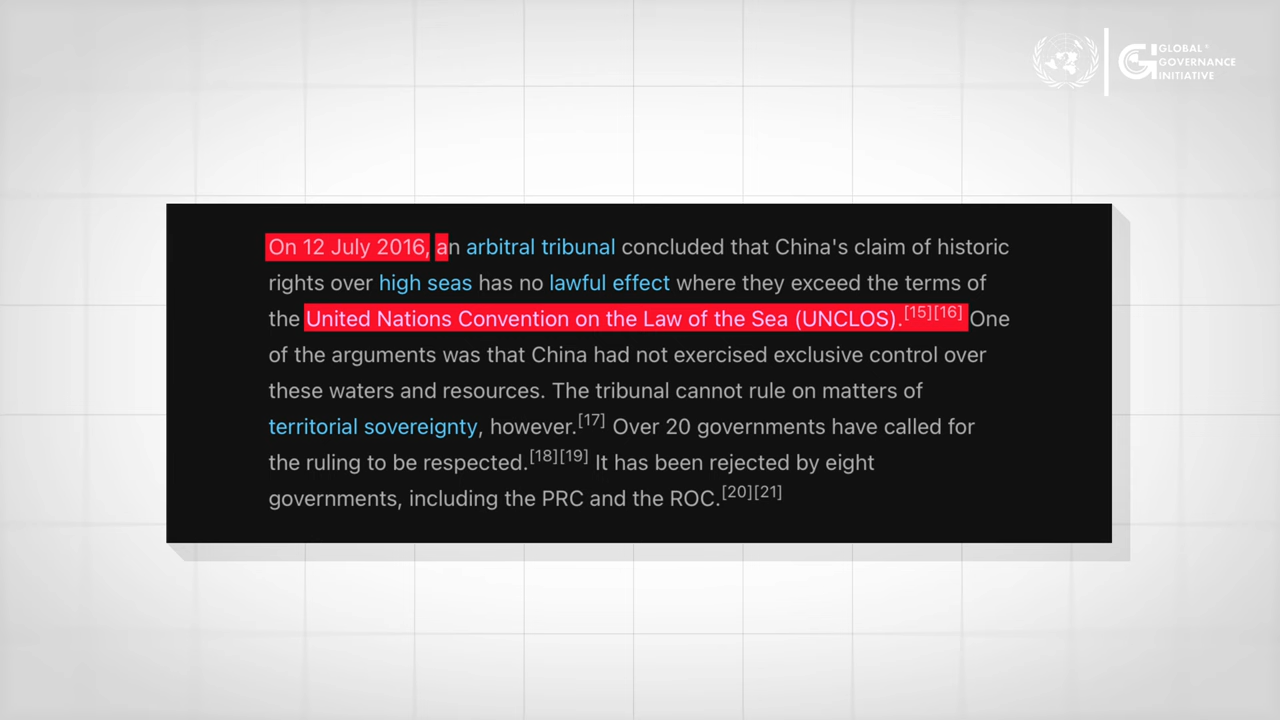 GLOBAL
GOVERNANCE
INITIATIVE
On 12 July 2016, an arbitral tribunal concluded that China's claim of historic
rights over high seas has no lawful effect where they exceed the terms of
the United Nations Convention on the Law of the Sea (UNCLOS).[15][16] One
of the arguments was that China had not exercised exclusive control over
these waters and resources. The tribunal cannot rule on matters of
territorial sovereignty, however.[17] Over 20 governments have called for
the ruling to be respected.[18][19] It has been rejected by eight
governments, including the PRC and the ROC.[20][21]